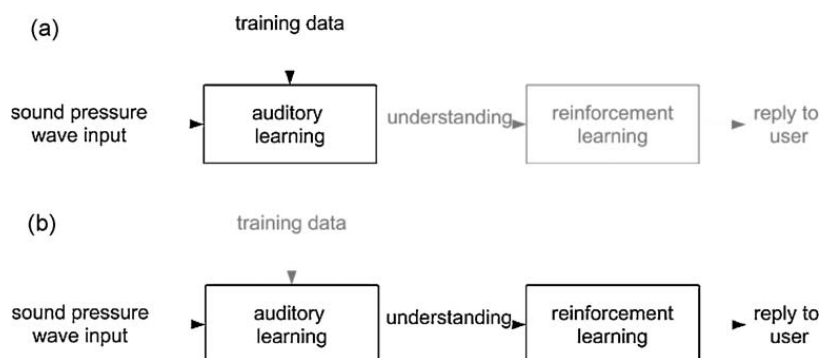 (a)
training data
sound pressure
wave input
auditory
learning
understanding
reinforcement
learning
reply to
user
(b)
training data
sound pressure
wave input
auditory
learning
understanding
reinforcement
learning
reply to
user